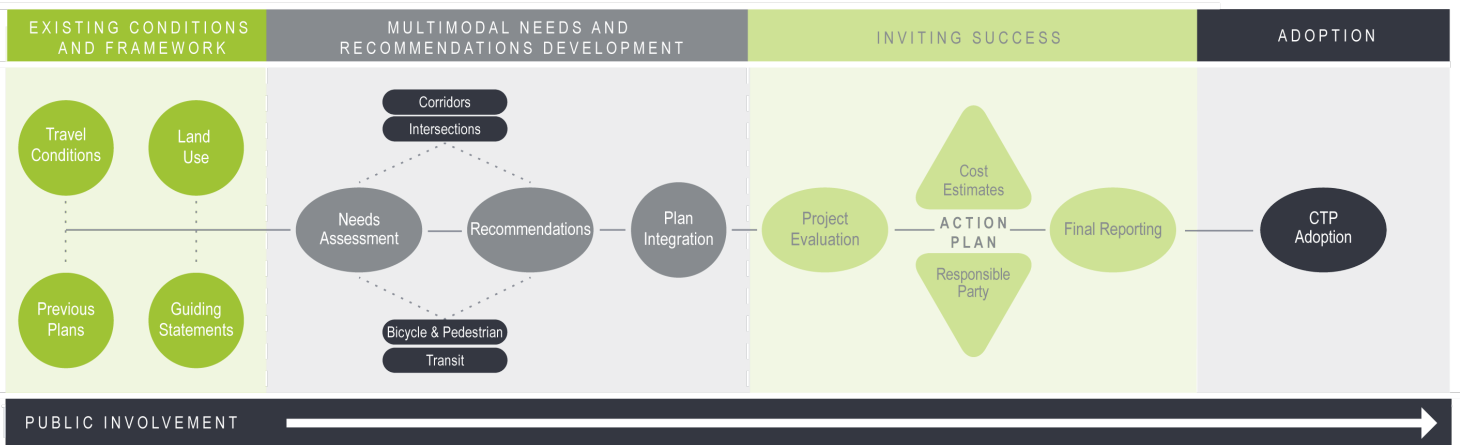 EXISTING CONDITIONS
AND FRAMEWORK
MULTIMODAL NEEDS AND
RECOMMENDATIONS DEVELOPMENT
INVITING SUCCESS
ADOPTION
Travel
Conditions
Land
Use
Previous
Plans
Guiding
Statements
Corridors
Intersections
Needs
Assessment
Recommendations
Bicycle & Pedestrian
Transit
Plan
Integration
Project
Evaluation
Cost
Estimates
ACTION
PLAN
Responsible
Party
Final Reporting
CTP
Adoption
PUBLIC INVOLVEMENT